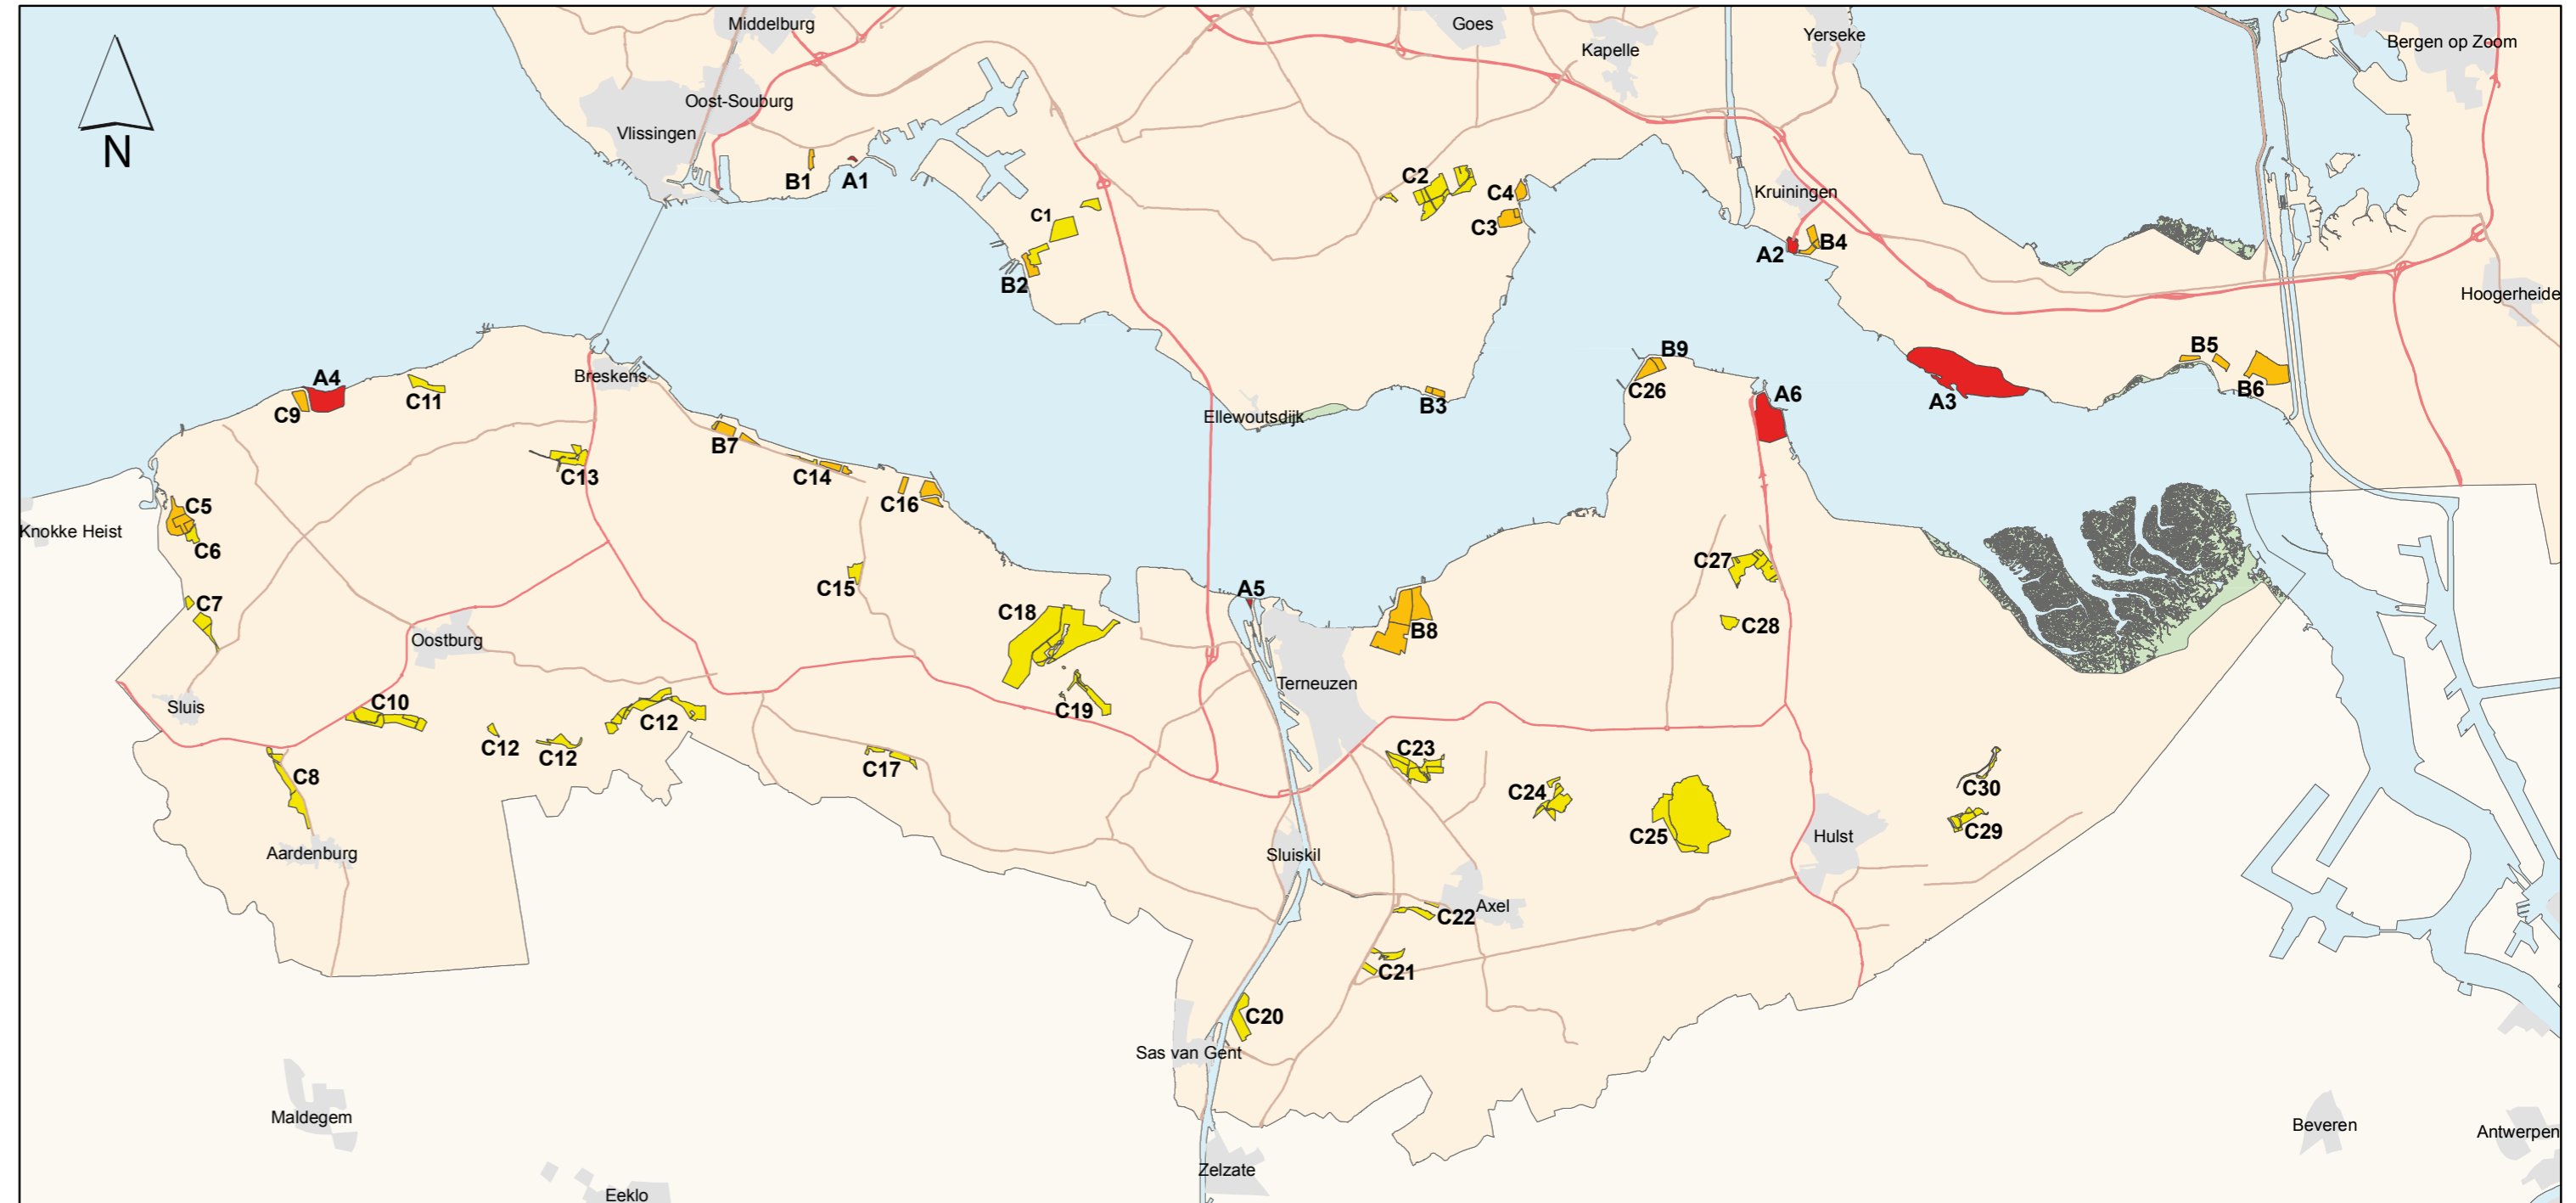 Middelburg
Goes
Yerseke
Bergen op Zoom
Kapelle
Oost-Souburg
Vlissingen
N
B1
A1
C2
C4
Kruiningen
C1
C3
A2
B4
B2
Hoogerheide
B5
B9
A4
Breskens
C26
B6
C11
A6
C9
B3
A3
Ellewoutsdijk
B7
C13
C14
C5
C16
Knokke Heist
C6
C27
C15
A5
C7
C18
C28
B8
Oostburg
Terneuzen
C10
Sluis
C19
C12
C12
C12
C23
C17
C8
C30
C24
C29
C25
Hulst
Aardenburg
Sluiskil
Axel
C22
C21
C20
Sas van Gent
Maldegem
Beveren
Antwerpen
Zelzate
Eeklo